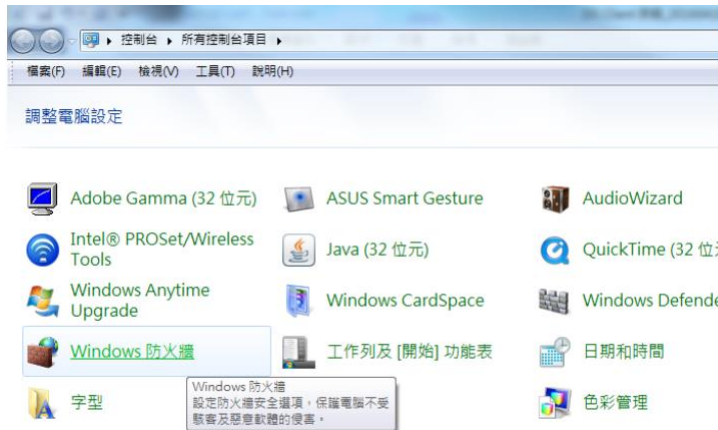 控制台 ▸ 所有控制台項目 ▸
檔案(F) 編輯(E) 檢視(V) 工具(T) 說明(H)
調整電腦設定
Adobe Gamma (32 位元)
ASUS Smart Gesture
AudioWizard
Intel® PROSet/Wireless
Tools
Java (32 位元)
QuickTime (32 位
Windows Anytime
Upgrade
Windows CardSpace
Windows Defende
Windows 防火牆
工作列及 [開始] 功能表
日期和時間
字型
色彩管理
Windows 防火牆
設定防火牆安全選項，保護電腦不受
駭客及惡意軟體的侵害。